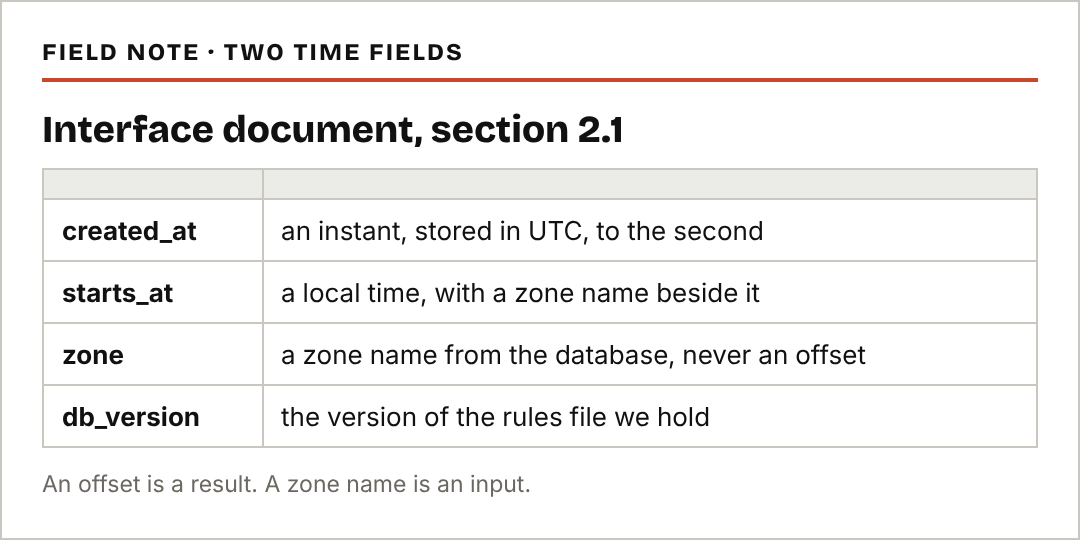 FIELD NOTE · TWO TIME FIELDS
Interface document, section 2.1
created_at an instant, stored in UTC, to the second
starts_at a local time, with a zone name beside it
zone a zone name from the database, never an offset
db_version the version of the rules file we hold
An offset is a result. A zone name is an input.